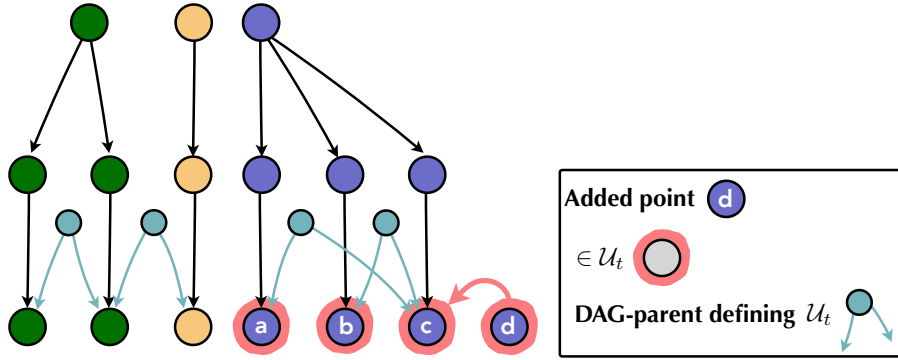 a b c d
Added point d
∈ 𝒰ₜ
DAG-parent defining 𝒰ₜ